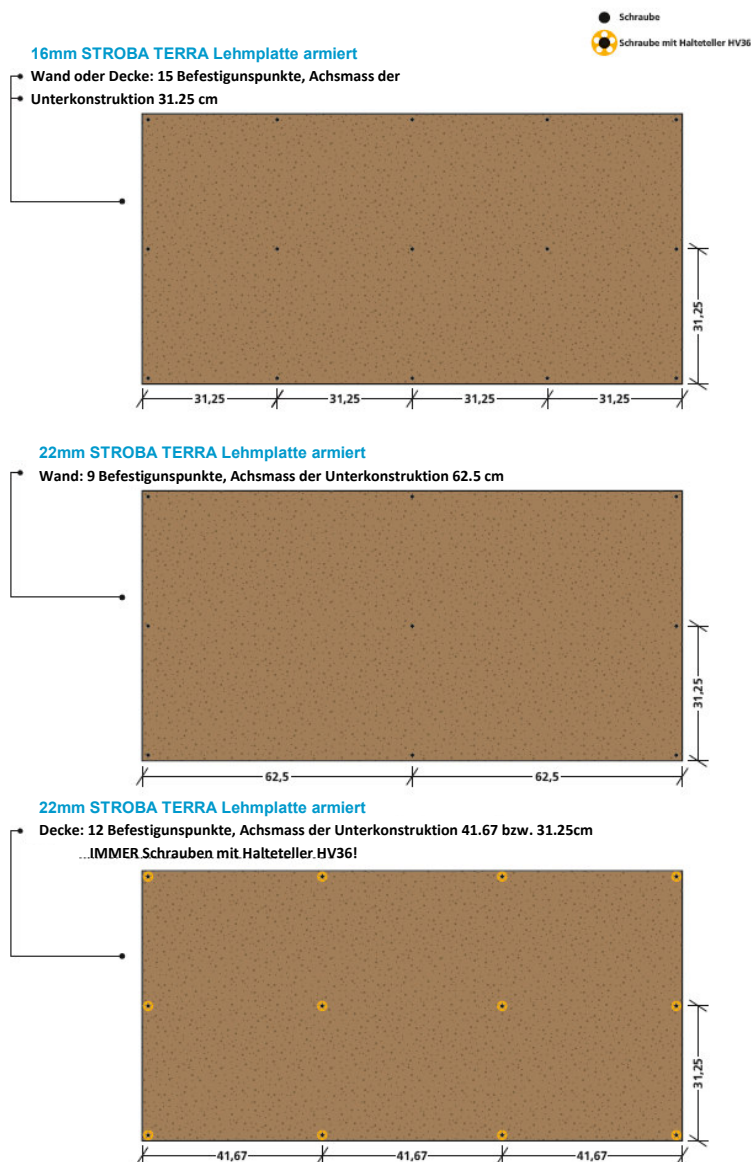 Schraube
Schraube mit Halteteller HV36
16mm STROBA TERRA Lehmplatte armiert
Wand oder Decke: 15 Befestigunspunkte, Achsmass der
Unterkonstruktion 31.25 cm
31,25
31,25
31,25
31,25
31,25
22mm STROBA TERRA Lehmplatte armiert
Wand: 9 Befestigunspunkte, Achsmass der Unterkonstruktion 62.5 cm
31,25
62,5
62,5
22mm STROBA TERRA Lehmplatte armiert
Decke: 12 Befestigunspunkte, Achsmass der Unterkonstruktion 41.67 bzw. 31.25cm
...IMMER Schrauben mit Halteteller HV36!
31,25
41,67
41,67
41,67